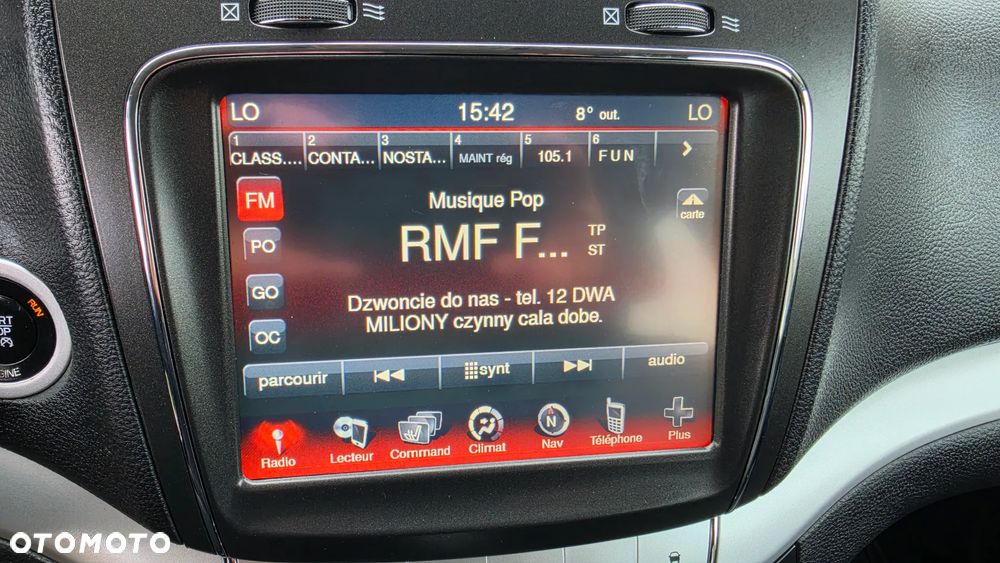 LO 15:42 8° out. LO
1 2 3 4 5 6
CLASS.... CONTA... NOSTA... MAINT rég 105.1 FUN
FM
Musique Pop
carte
RMF F...
TP
ST
PO
GO
Dzwoncie do nas - tel. 12 DWA
MILIONY czynny cala dobe.
OC
RUN
parcourir synt audio
Radio Lecteur Command Climat N Nav Téléphone Plus
OTOMOTO